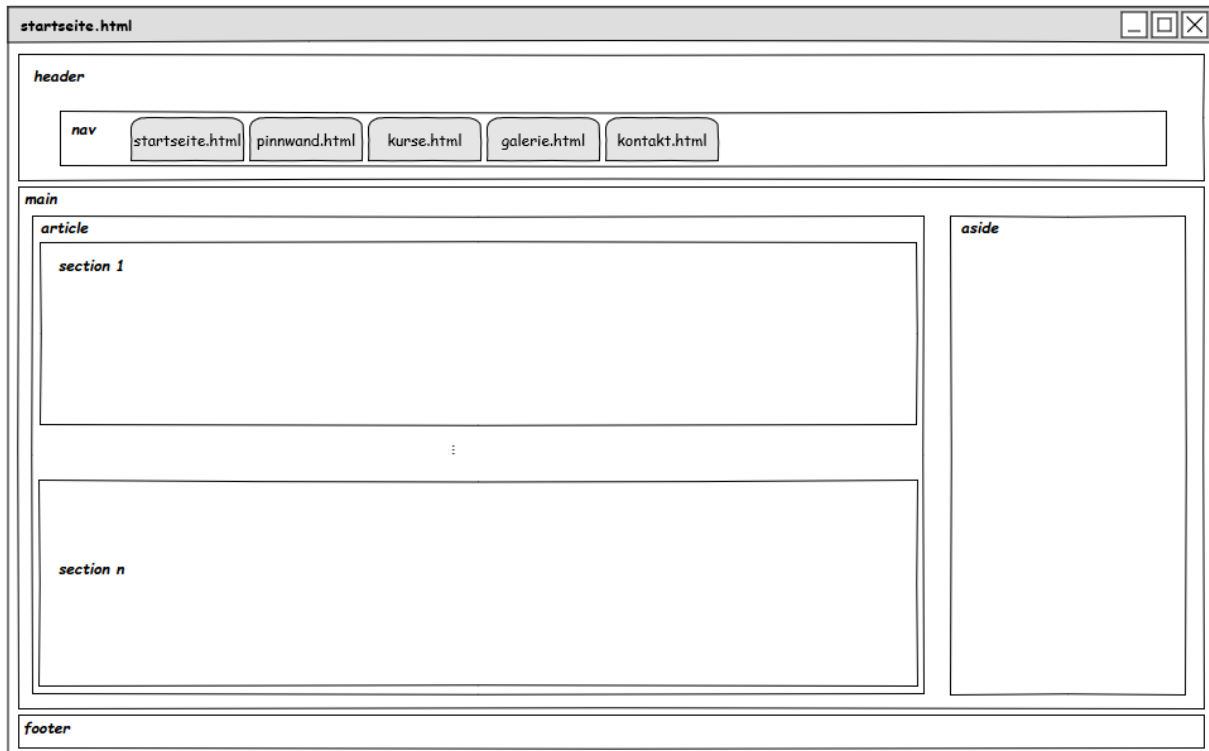 startseite.html
header
nav startseite.html pinnwand.html kurse.html galerie.html kontakt.html
main
article aside
section 1
⋮
section n
footer